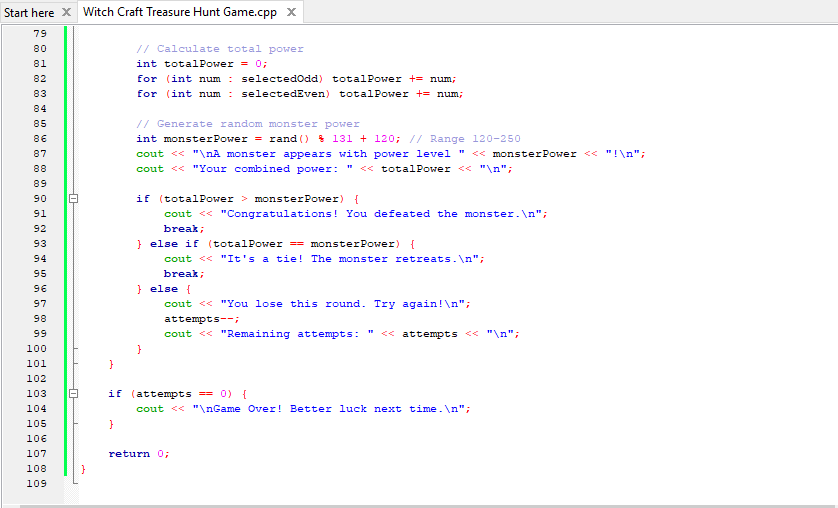 Start here Witch Craft Treasure Hunt Game.cpp
79
80 // Calculate total power
81 int totalPower = 0;
82 for (int num : selectedOdd) totalPower += num;
83 for (int num : selectedEven) totalPower += num;
84
85 // Generate random monster power
86 int monsterPower = rand() % 131 + 120; // Range 120-250
87 cout << "\nA monster appears with power level " << monsterPower << "!\n";
88 cout << "Your combined power: " << totalPower << "\n";
89
90 if (totalPower > monsterPower) {
91 cout << "Congratulations! You defeated the monster.\n";
92 break;
93 } else if (totalPower == monsterPower) {
94 cout << "It's a tie! The monster retreats.\n";
95 break;
96 } else {
97 cout << "You lose this round. Try again!\n";
98 attempts--;
99 cout << "Remaining attempts: " << attempts << "\n";
100 }
101 }
102
103 if (attempts == 0) {
104 cout << "\nGame Over! Better luck next time.\n";
105 }
106
107 return 0;
108 }
109